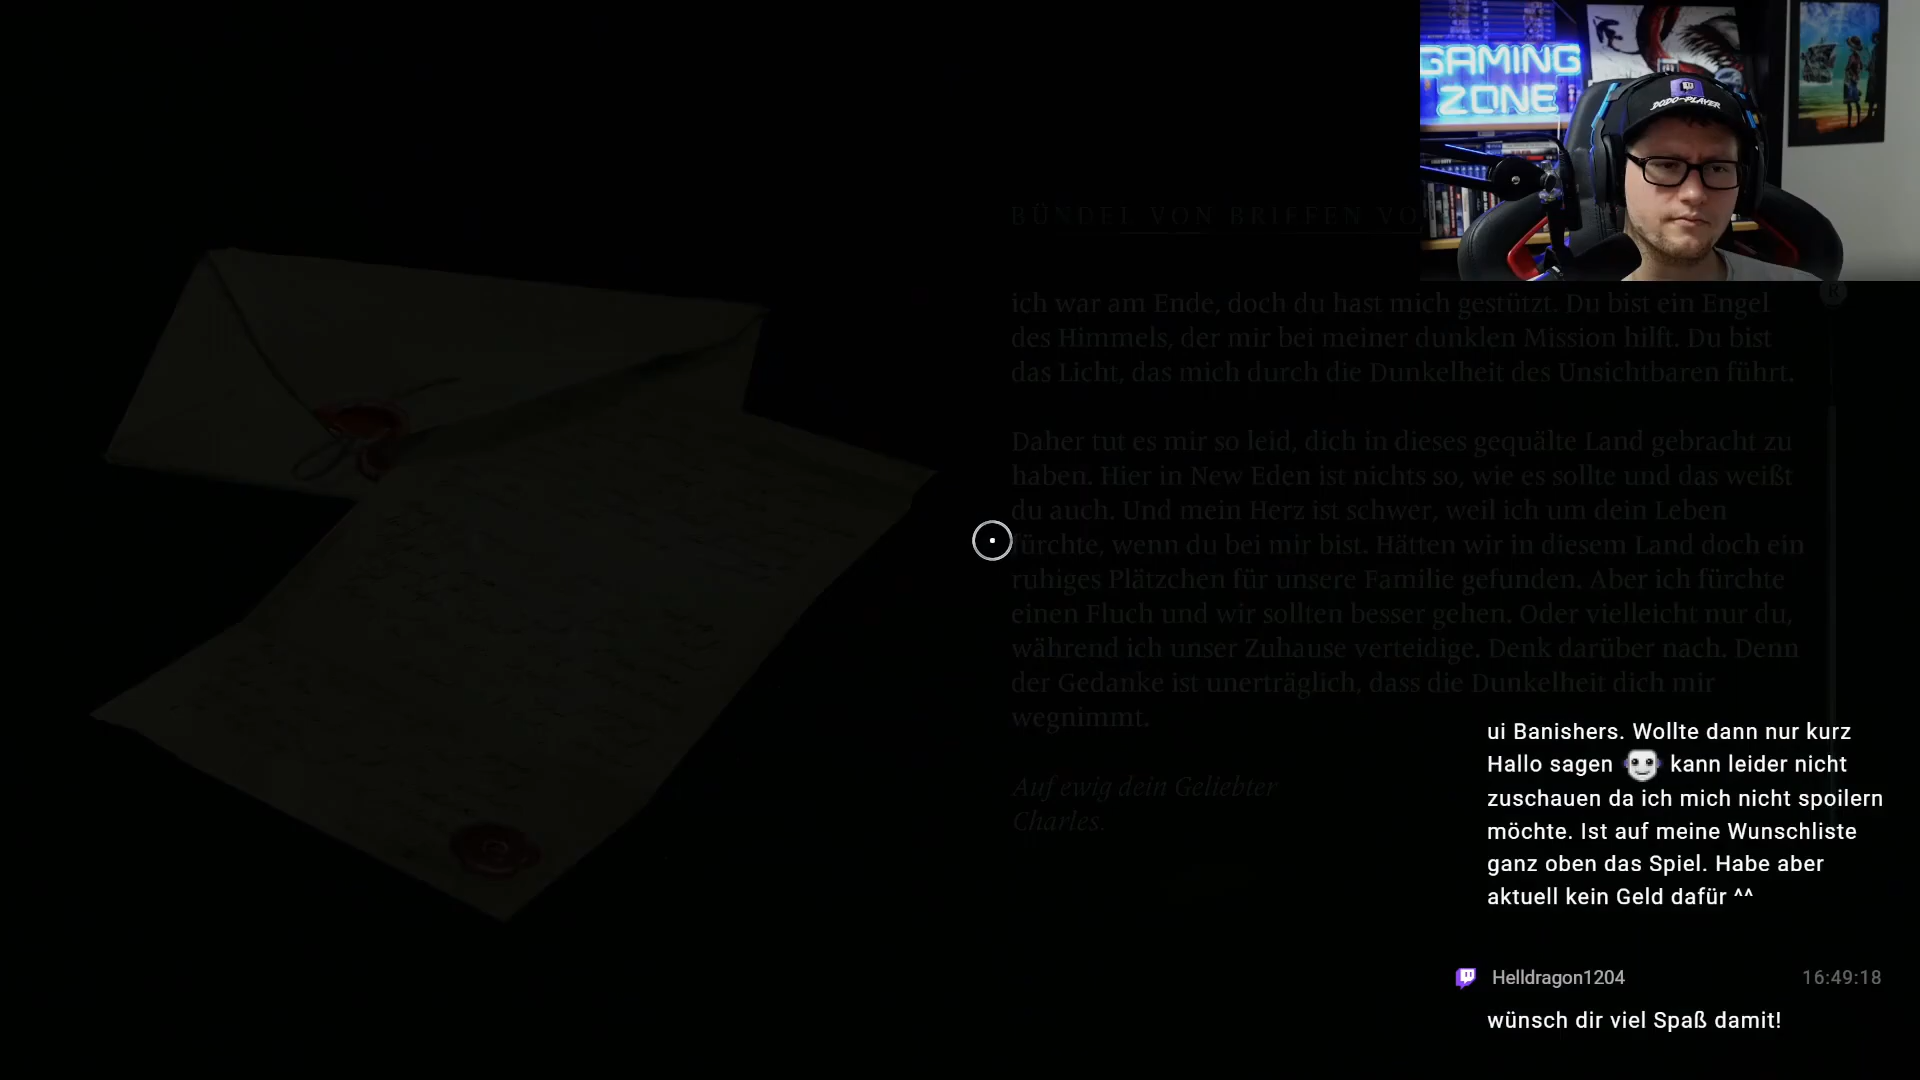 GAMING
ZONE
DODO-PLAYER
BÜNDEL VON BRIEFEN VO
ich war am Ende, doch du hast mich gestützt. Du bist ein Engel
des Himmels, der mir bei meiner dunklen Mission hilft. Du bist
das Licht, das mich durch die Dunkelheit des Unsichtbaren führt.
Daher tut es mir so leid, dich in dieses gequälte Land gebracht zu
haben. Hier in New Eden ist nichts so, wie es sollte und das weißt
du auch. Und mein Herz ist schwer, weil ich um dein Leben
fürchte, wenn du bei mir bist. Hätten wir in diesem Land doch ein
ruhiges Plätzchen für unsere Familie gefunden. Aber ich fürchte
einen Fluch und wir sollten besser gehen. Oder vielleicht nur du,
während ich unser Zuhause verteidige. Denk darüber nach. Denn
der Gedanke ist unerträglich, dass die Dunkelheit dich mir
wegnimmt.
Auf ewig dein Geliebter
Charles.
R
ui Banishers. Wollte dann nur kurz
Hallo sagen kann leider nicht
zuschauen da ich mich nicht spoilern
möchte. Ist auf meine Wunschliste
ganz oben das Spiel. Habe aber
aktuell kein Geld dafür ^^
Helldragon1204 16:49:18
wünsch dir viel Spaß damit!